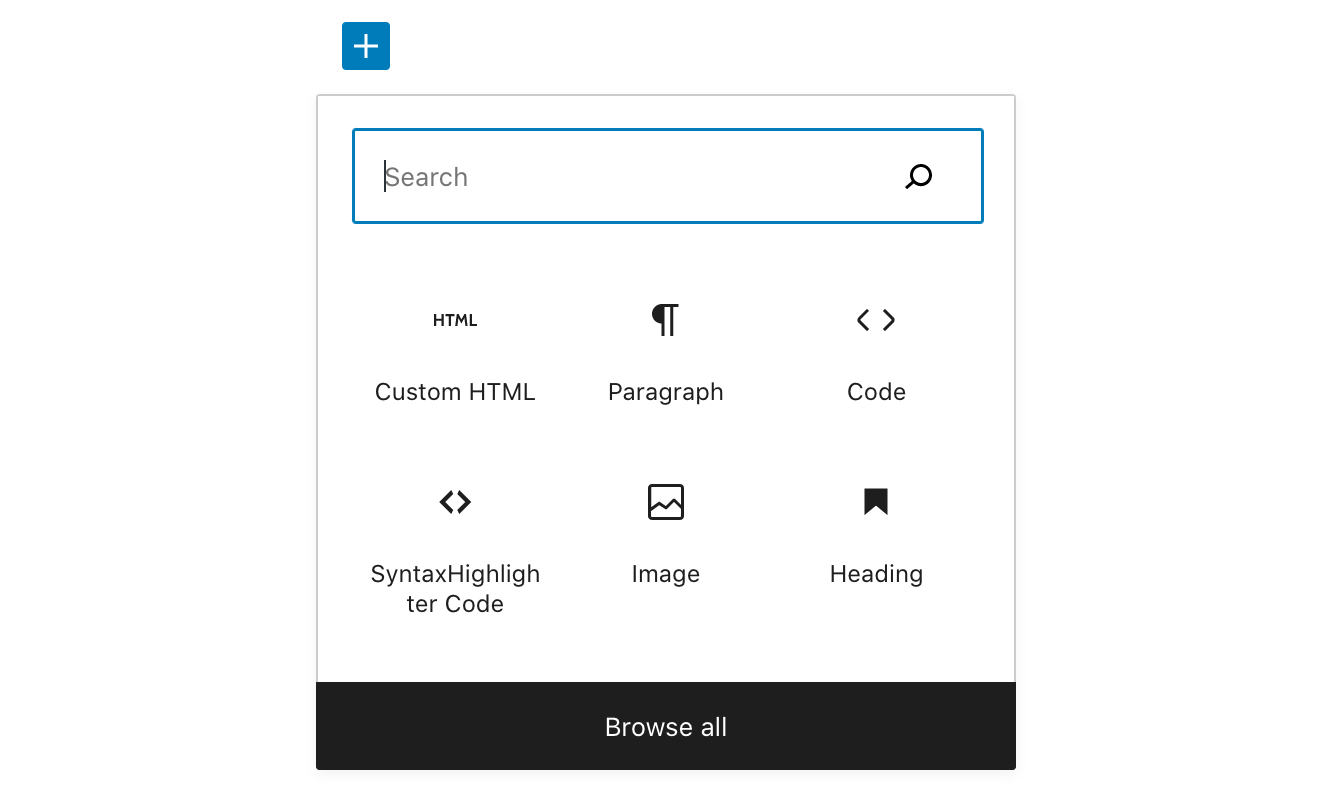 Search
HTML
Custom HTML
Paragraph
Code
SyntaxHighligh
ter Code
Image
Heading
Browse all